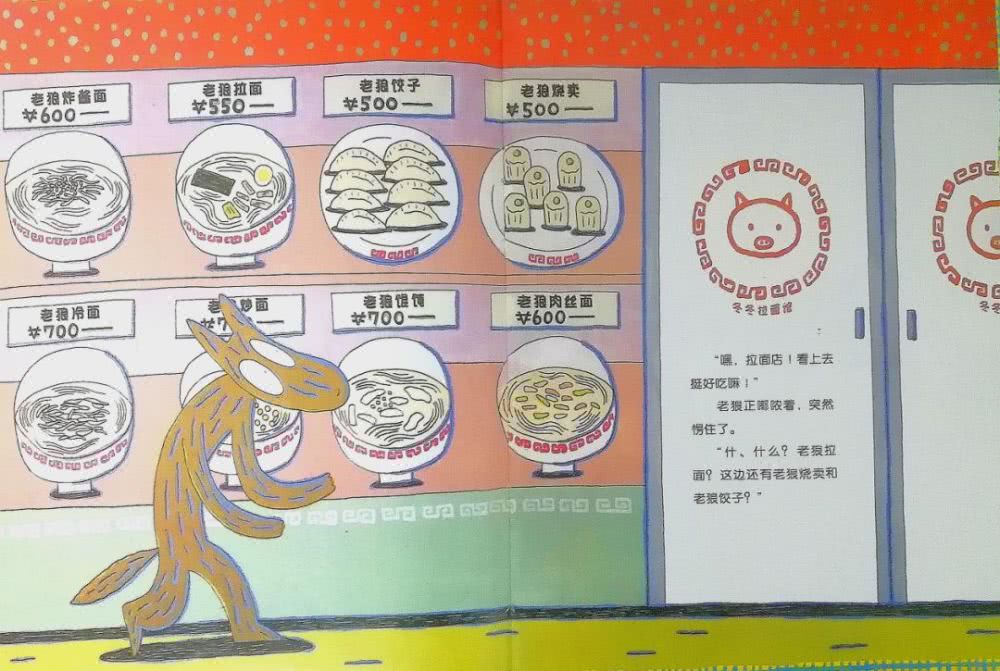 老狼炸酱面
¥600—
老狼拉面
¥550—
老狼饺子
¥500—
老狼烧卖
¥500—
老狼冷面
¥700—
老 炒面
¥7
老狼馄饨
¥700—
老狼肉丝面
¥600—
冬冬拉面馆
冬冬
“嘿，拉面店！看上去
挺好吃嘛！”
老狼正嘟哝着，突然
愣住了。
“什、什么？老狼拉
面？这边还有老狼烧卖和
老狼饺子？”